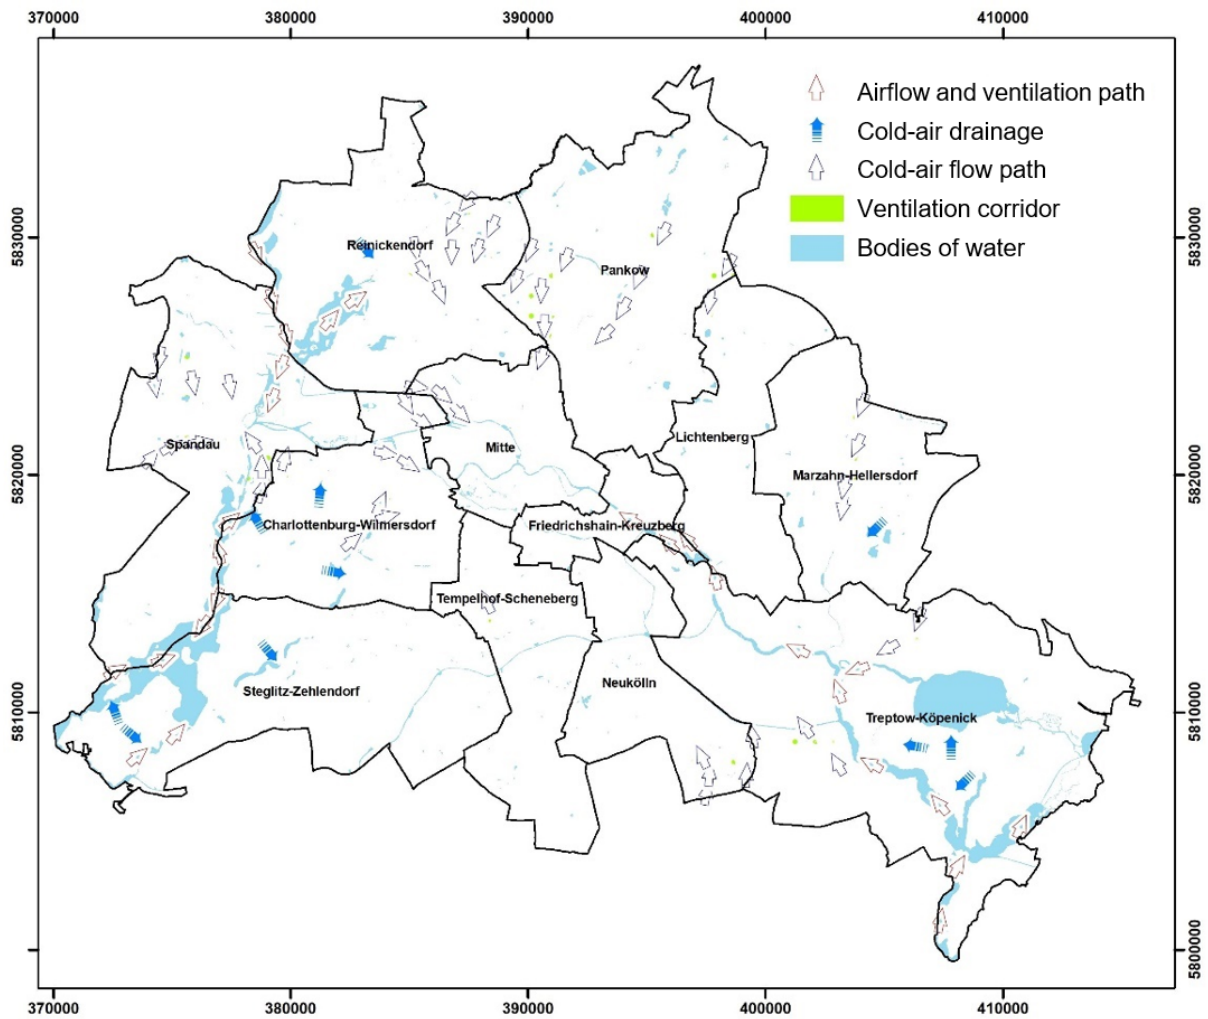 370000 380000 390000 400000 410000
Airflow and ventilation path
Cold-air drainage
Cold-air flow path
Ventilation corridor
Bodies of water
5830000
5830000
Reinickendorf
Pankow
Spandau
Mitte
Lichtenberg
5820000
5820000
Marzahn-Hellersdorf
Charlottenburg-Wilmersdorf
Friedrichshain-Kreuzberg
Tempelhof-Scheneberg
Steglitz-Zehlendorf
Neukölln
5810000
5810000
Treptow-Köpenick
5800000
370000 380000 390000 400000 410000